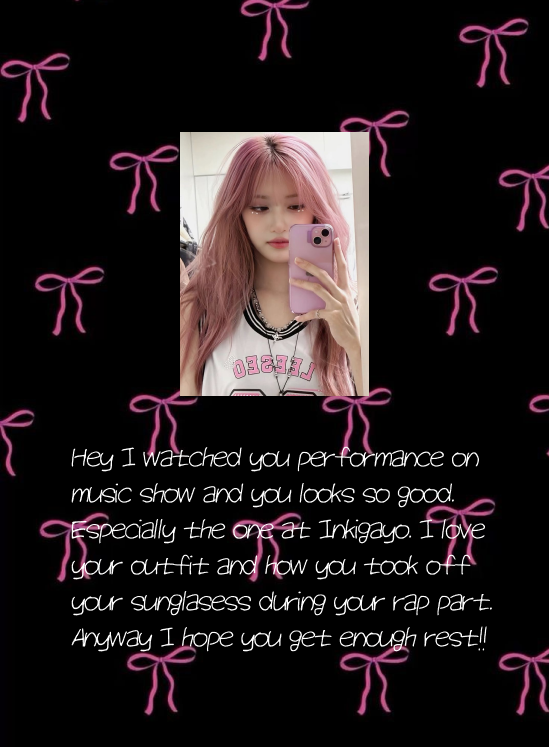 LEESEO
Hey I watched you performance on
music show and you looks so good.
Especially the one at Inkigayo. I love
your outfit and how you took off
your sunglasess during your rap part.
Anyway I hope you get enough rest!!